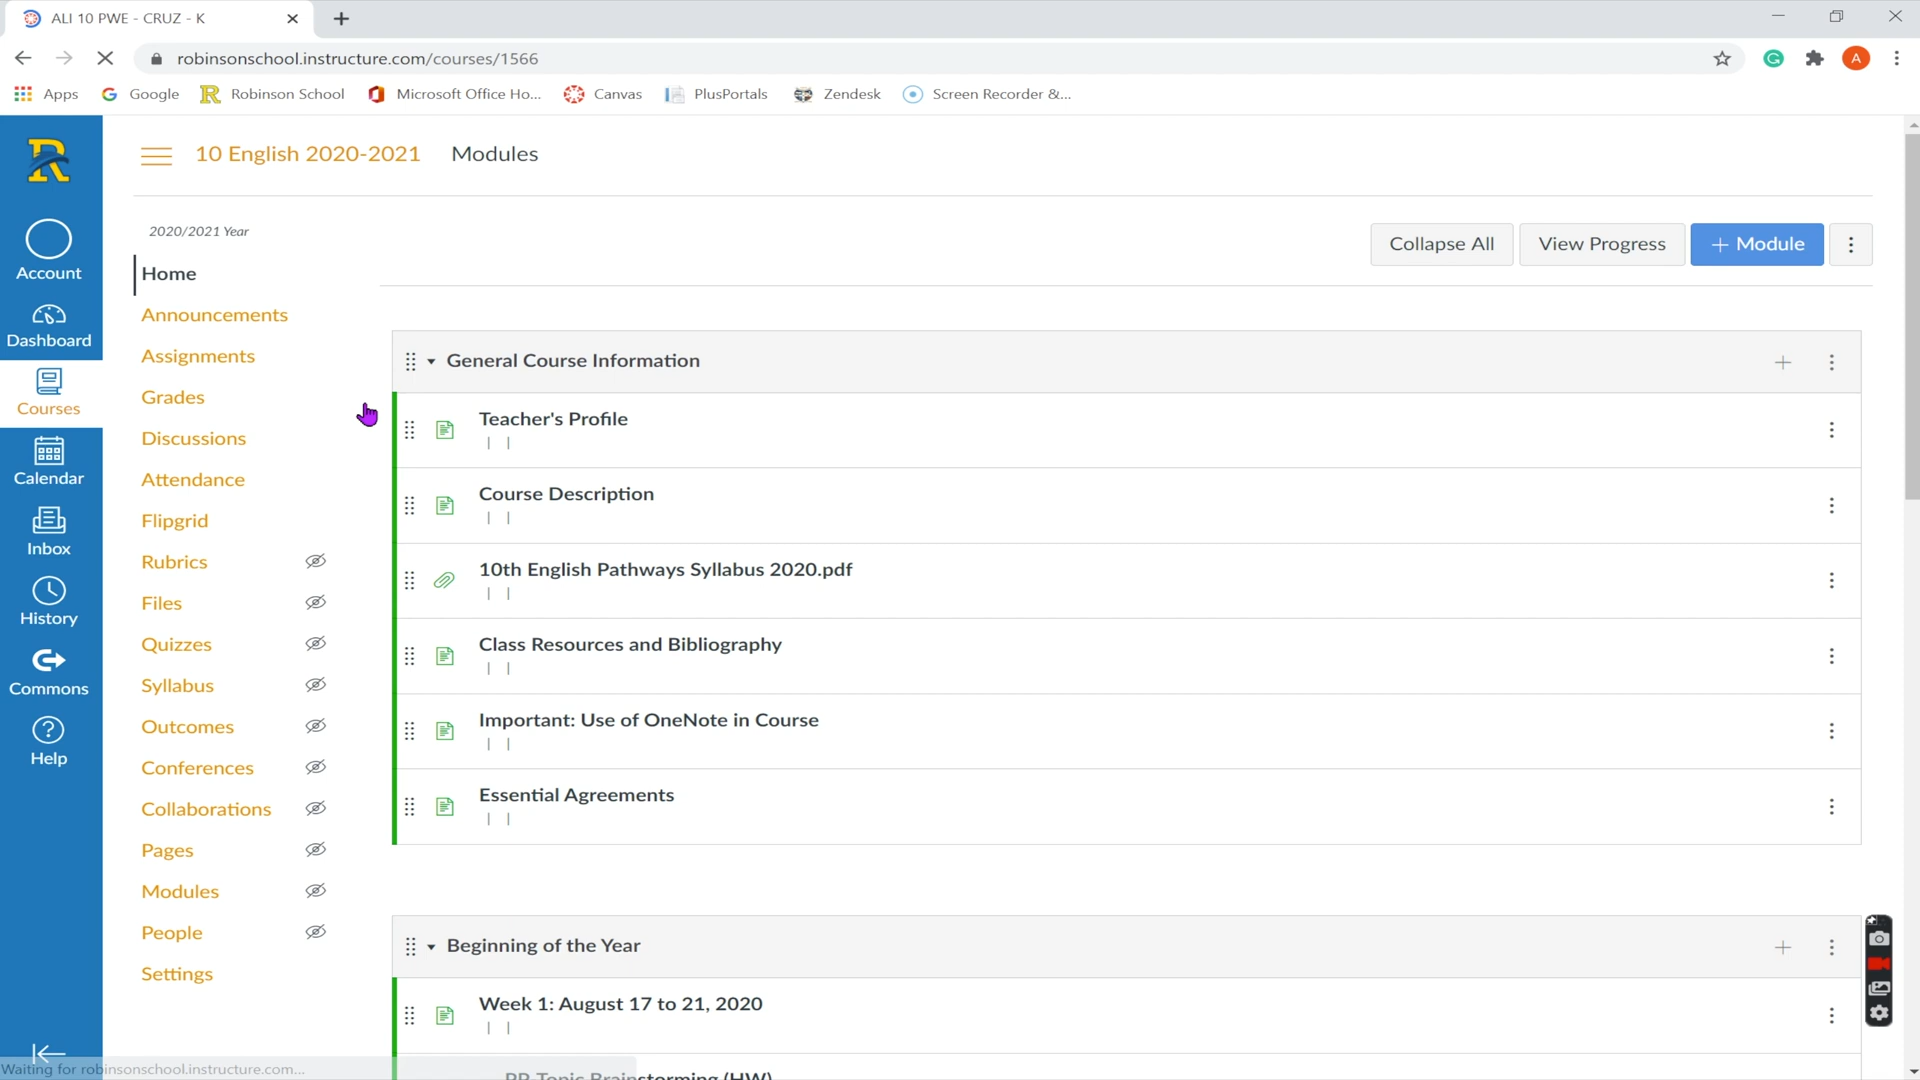 ALI 10 PWE - CRUZ - K
robinsonschool.instructure.com/courses/1566
A
Apps Google Robinson School Microsoft Office Ho... Canvas PlusPortals Zendesk Screen Recorder &...
R
Account
Dashboard
Courses
Calendar
Inbox
History
Commons
Help
10 English 2020-2021 Modules
2020/2021 Year
Home
Announcements
Assignments
Grades
Discussions
Attendance
Flipgrid
Rubrics
Files
Quizzes
Syllabus
Outcomes
Conferences
Collaborations
Pages
Modules
People
Settings
Collapse All View Progress + Module
General Course Information
Teacher's Profile
Course Description
10th English Pathways Syllabus 2020.pdf
Class Resources and Bibliography
Important: Use of OneNote in Course
Essential Agreements
Beginning of the Year
Week 1: August 17 to 21, 2020
PP-Topic Brainstorming (HW)
Waiting for robinsonschool.instructure.com...